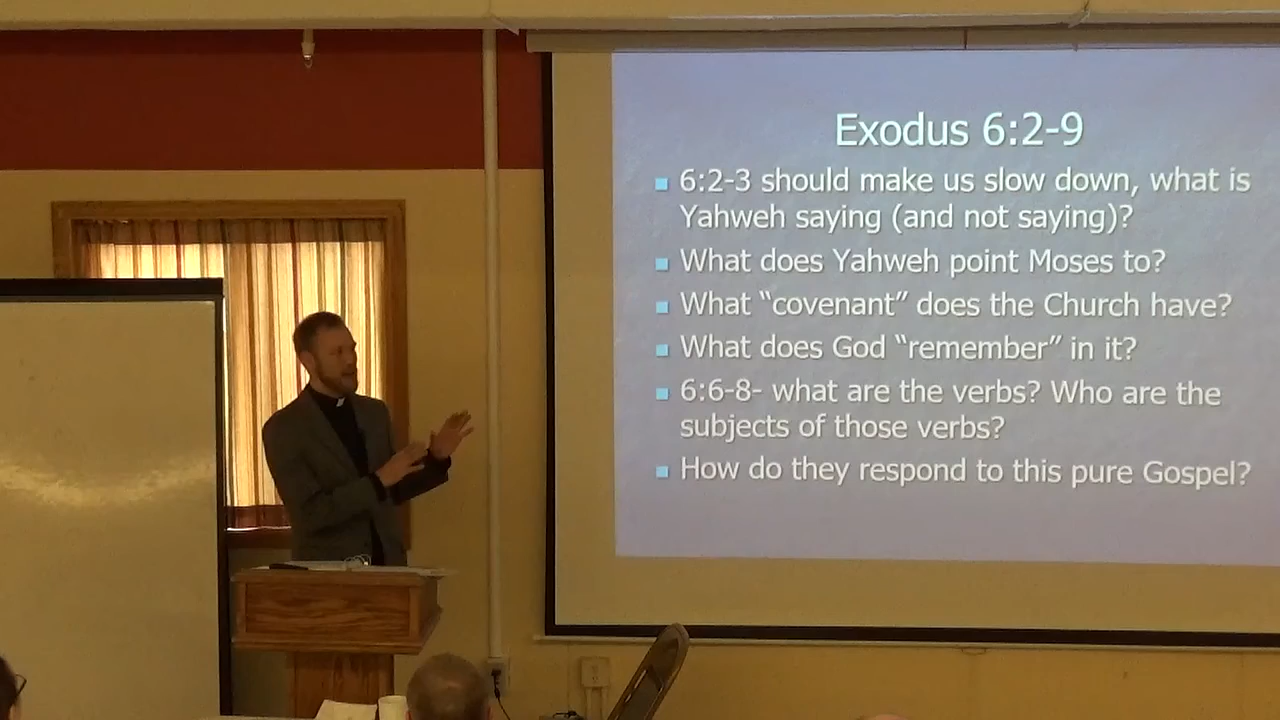 Exodus 6:2-9
6:2-3 should make us slow down, what is
Yahweh saying (and not saying)?
What does Yahweh point Moses to?
What “covenant” does the Church have?
What does God “remember” in it?
6:6-8- what are the verbs? Who are the
subjects of those verbs?
How do they respond to this pure Gospel?